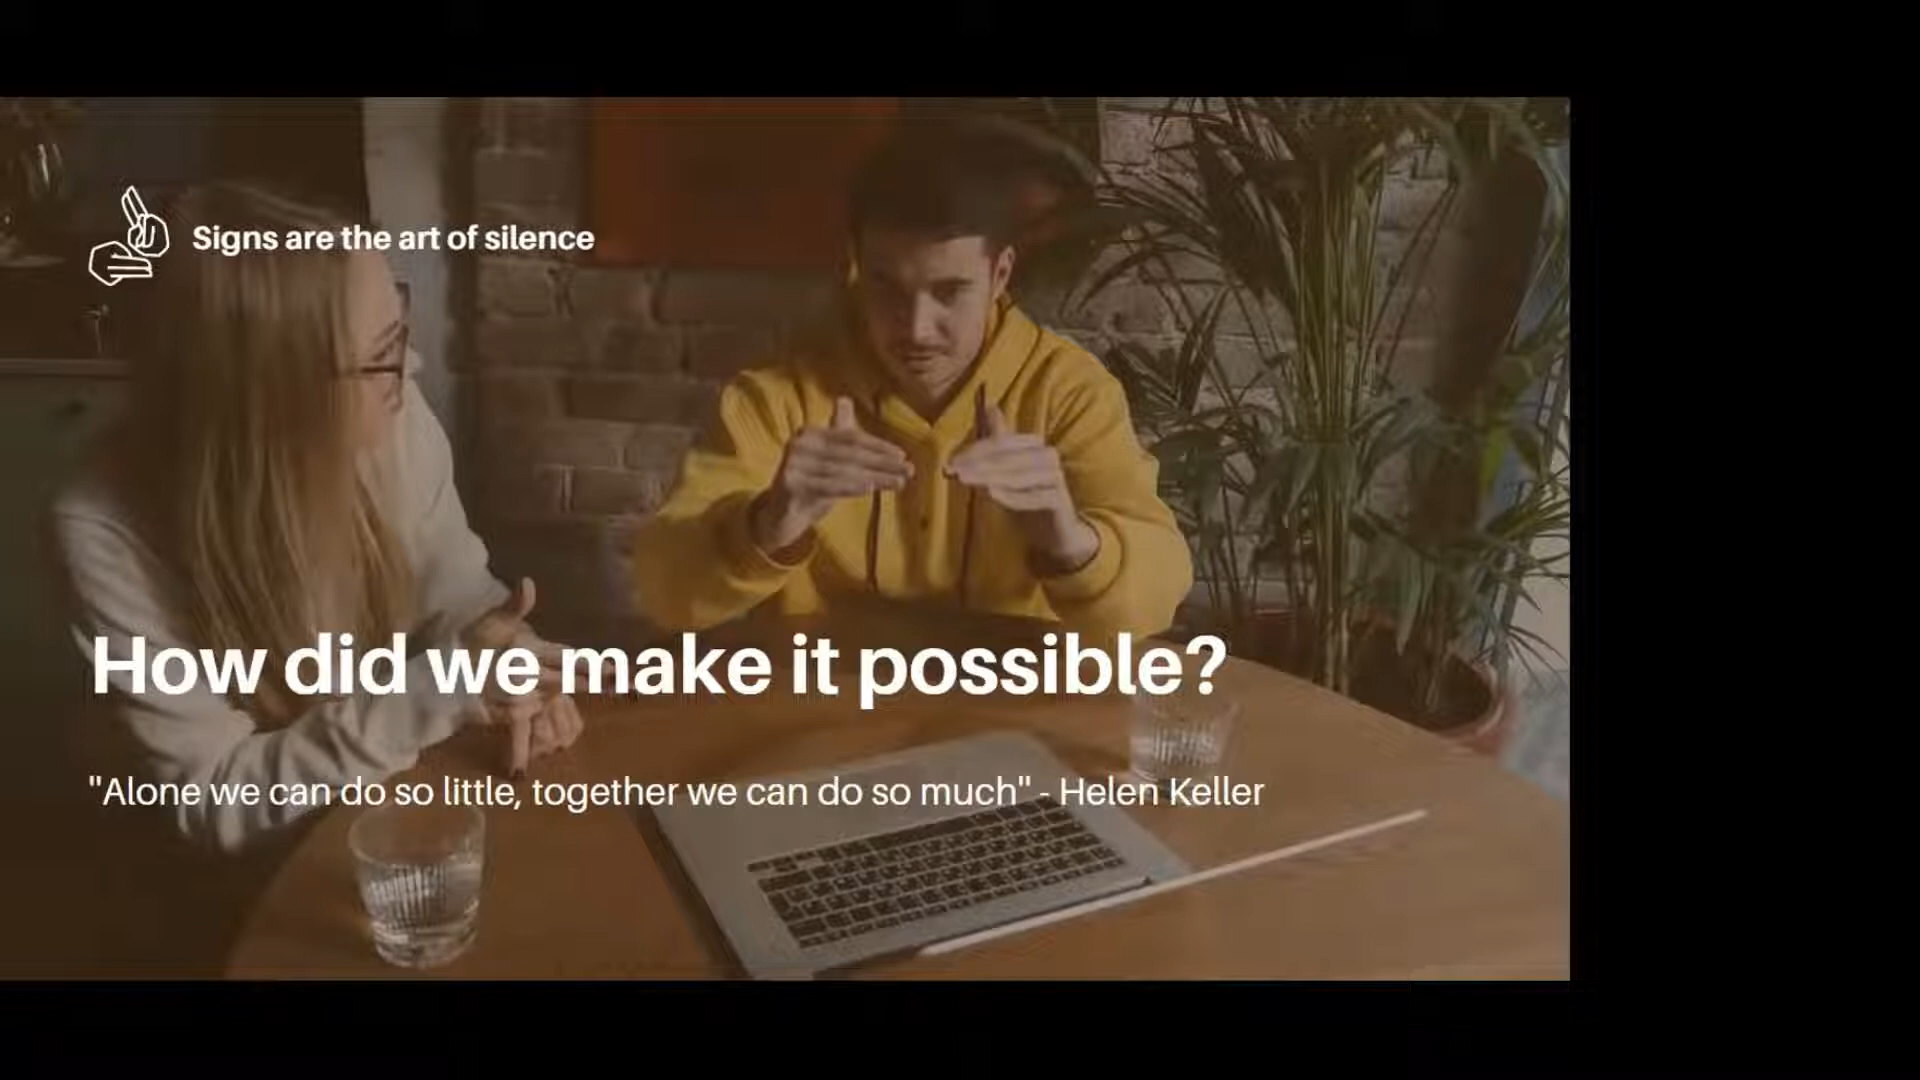 Signs are the art of silence
How did we make it possible?
"Alone we can do so little, together we can do so much" - Helen Keller